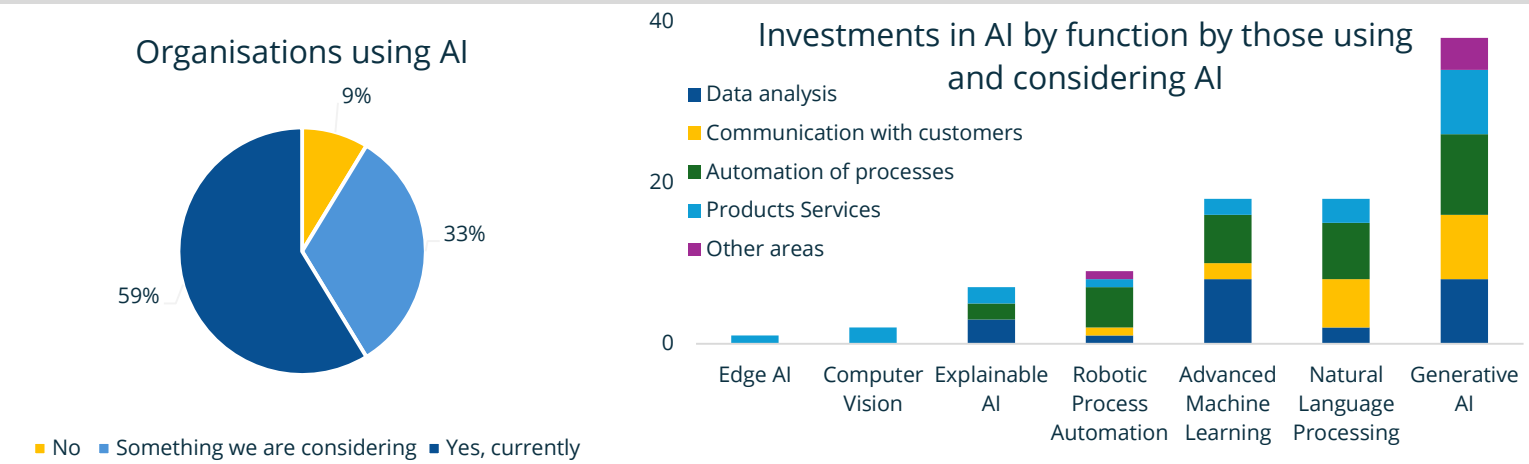 Organisations using AI
9%
33%
59%
No
Something we are considering
Yes, currently
Investments in AI by function by those using
and considering AI
40
20
0
Data analysis
Communication with customers
Automation of processes
Products Services
Other areas
Edge AI
Computer
Vision
Explainable
AI
Robotic
Process
Automation
Advanced
Machine
Learning
Natural
Language
Processing
Generative
AI